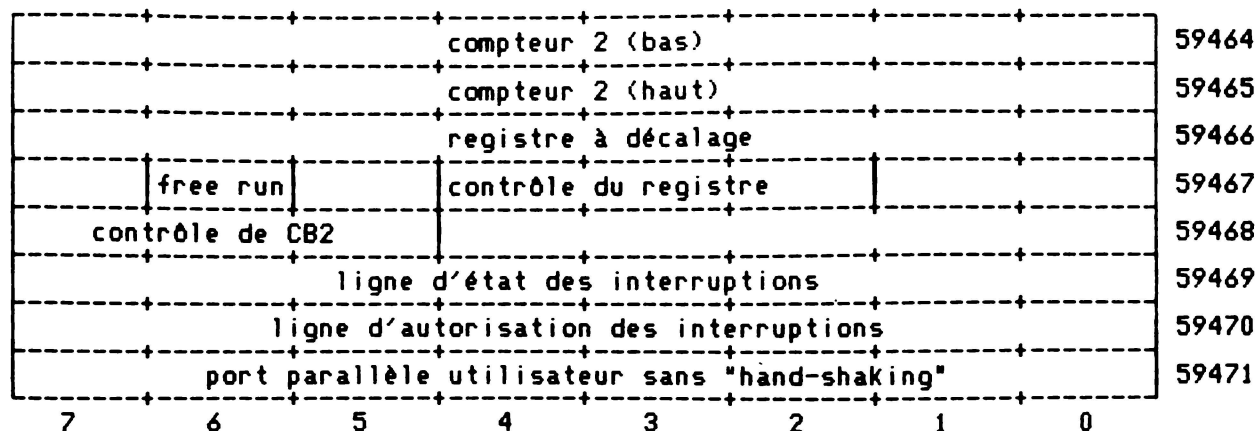 compteur 2 (bas) 59464
compteur 2 (haut) 59465
registre à décalage 59466
free run contrôle du registre 59467
contrôle de CB2 59468
ligne d'état des interruptions 59469
ligne d'autorisation des interruptions 59470
port parallèle utilisateur sans "hand-shaking" 59471
7 6 5 4 3 2 1 0